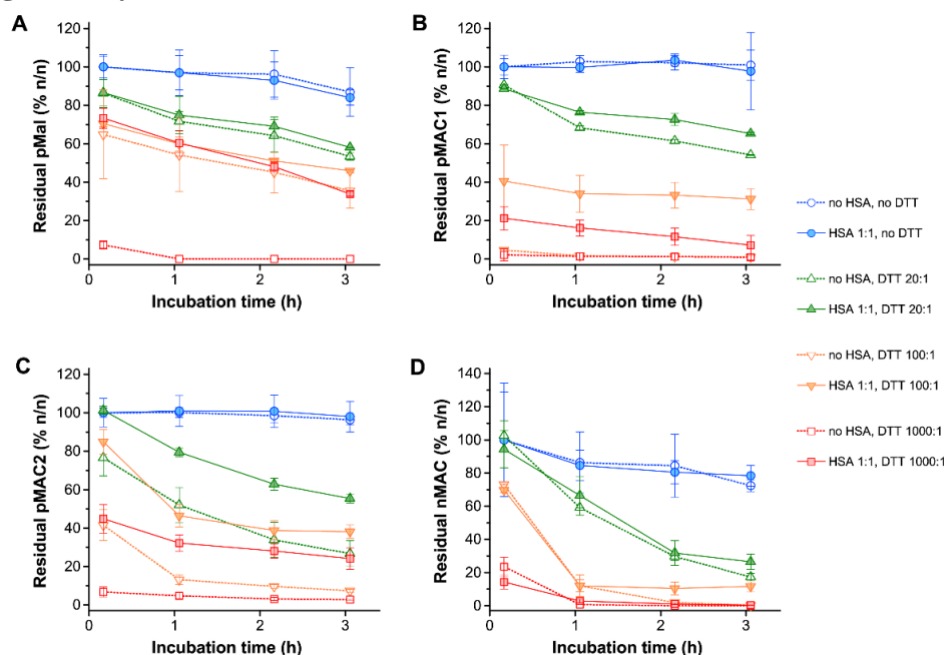 A
120
100
80
60
40
20
0
Residual pMal (% n/n)
0
1
2
3
Incubation time (h)
B
120
100
80
60
40
20
0
Residual pMAC1 (% n/n)
0
1
2
3
Incubation time (h)
no HSA, no DTT
HSA 1:1, no DTT
no HSA, DTT 20:1
HSA 1:1, DTT 20:1
no HSA, DTT 100:1
HSA 1:1, DTT 100:1
no HSA, DTT 1000:1
HSA 1:1, DTT 1000:1
C
120
100
80
60
40
20
0
Residual pMAC2 (% n/n)
0
1
2
3
Incubation time (h)
D
140
120
100
80
60
40
20
0
Residual nMAC (% n/n)
0
1
2
3
Incubation time (h)